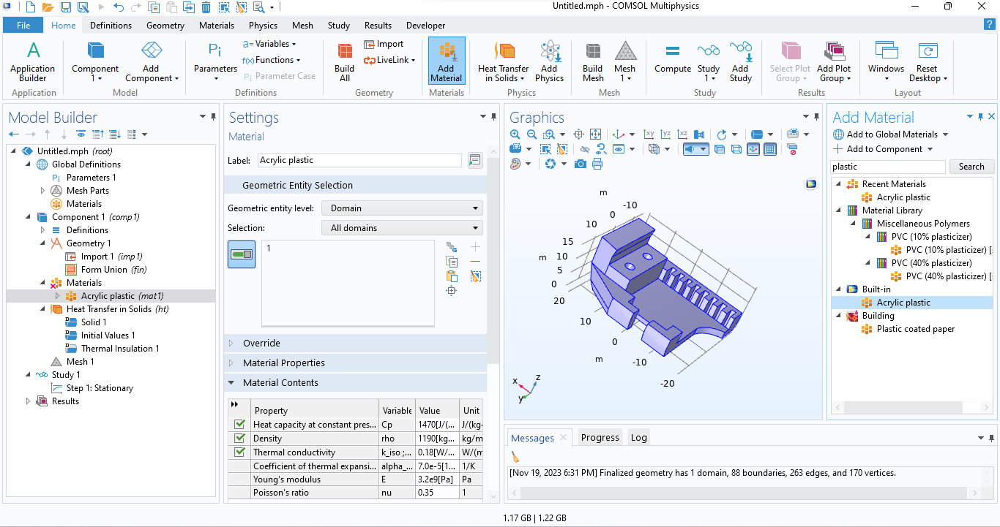 Untitled.mph - COMSOL Multiphysics
File Home Definitions Geometry Materials Physics Mesh Study Results Developer ?
Application Builder
Component 1
Add Component
Parameters
a= Variables
f(x) Functions
Pi Parameter Case
Build All
Import
LiveLink
Add Material
Heat Transfer in Solids
Add Physics
Build Mesh
Mesh 1
Compute
Study 1
Add Study
Select Plot Group
Add Plot Group
Windows
Reset Desktop
Application Model Definitions Geometry Materials Physics Mesh Study Results Layout
Model Builder
Untitled.mph (root)
Global Definitions
Pi Parameters 1
Mesh Parts
Materials
Component 1 (comp1)
Definitions
Geometry 1
Import 1 (imp1)
Form Union (fin)
Materials
Acrylic plastic (mat1)
Heat Transfer in Solids (ht)
Solid 1
Initial Values 1
Thermal Insulation 1
Mesh 1
Study 1
Step 1: Stationary
Results
Settings
Material
Label: Acrylic plastic
Geometric Entity Selection
Geometric entity level: Domain
Selection: All domains
1
Override
Material Properties
Material Contents
Property Variable Value Unit
Heat capacity at constant pres... Cp 1470[J/(... J/(kg·
Density rho 1190[kg... kg/m
Thermal conductivity k_iso ;... 0.18[W/... W/(m
Coefficient of thermal expansi... alpha_... 7.0e-5[1... 1/K
Young's modulus E 3.2e9[Pa] Pa
Poisson's ratio nu 0.35 1
Graphics
xy yz xz
m
-10
0
10
15
m 10
5
0
20
10
0
m
-10
-20
x z
y
Messages Progress Log
[Nov 19, 2023 6:31 PM] Finalized geometry has 1 domain, 88 boundaries, 263 edges, and 170 vertices.
Add Material
Add to Global Materials
Add to Component
plastic Search
Recent Materials
Acrylic plastic
Material Library
Miscellaneous Polymers
PVC (10% plasticizer)
PVC (10% plasticizer) [
PVC (40% plasticizer)
PVC (40% plasticizer) [
Built-in
Acrylic plastic
Building
Plastic coated paper
1.17 GB | 1.22 GB